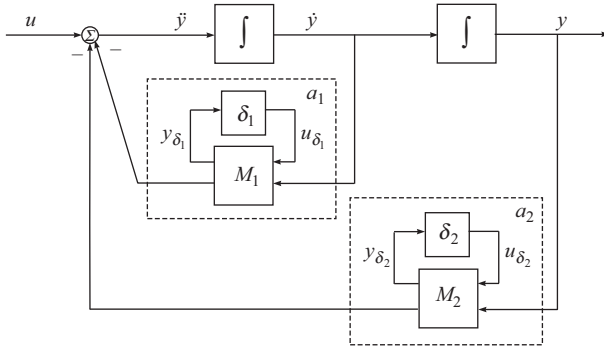 u Σ ÿ ∫ ẏ ∫ y
− −
a₁
δ₁
y_δ₁ u_δ₁
M₁
a₂
δ₂
y_δ₂ u_δ₂
M₂